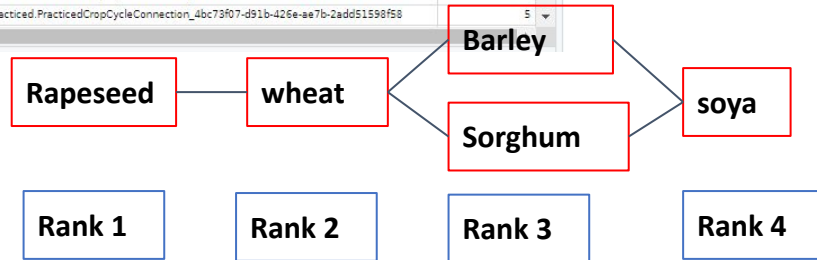 acticed.PracticedCropCycleConnection_4bc73f07-d91b-426e-ae7b-2add51598f58 5
Barley
Rapeseed wheat
soya
Sorghum
Rank 1 Rank 2 Rank 3 Rank 4